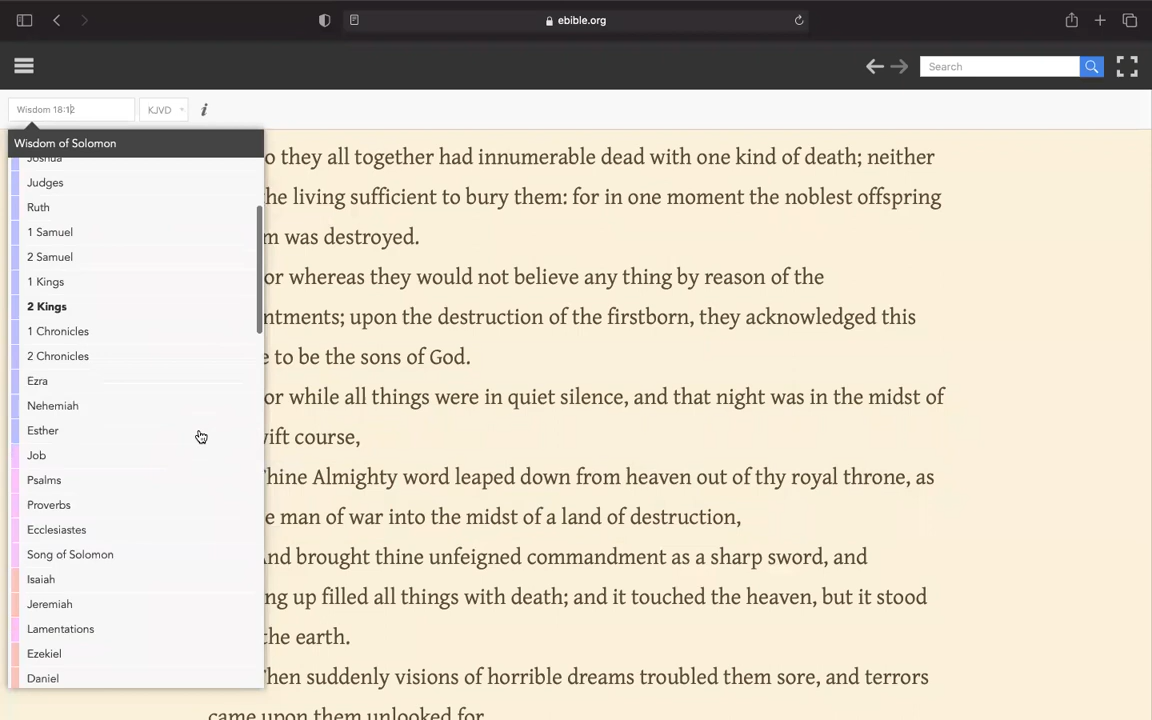 ebible.org
Search
Wisdom 18:12
KJVD
i
Wisdom of Solomon
Joshua
Judges
Ruth
1 Samuel
2 Samuel
1 Kings
2 Kings
1 Chronicles
2 Chronicles
Ezra
Nehemiah
Esther
Job
Psalms
Proverbs
Ecclesiastes
Song of Solomon
Isaiah
Jeremiah
Lamentations
Ezekiel
Daniel
o they all together had innumerable dead with one kind of death; neither
he living sufficient to bury them: for in one moment the noblest offspring
m was destroyed.
or whereas they would not believe any thing by reason of the
ntments; upon the destruction of the firstborn, they acknowledged this
e to be the sons of God.
or while all things were in quiet silence, and that night was in the midst of
ift course,
hine Almighty word leaped down from heaven out of thy royal throne, as
e man of war into the midst of a land of destruction,
nd brought thine unfeigned commandment as a sharp sword, and
ng up filled all things with death; and it touched the heaven, but it stood
the earth.
hen suddenly visions of horrible dreams troubled them sore, and terrors
came upon them unlooked for.